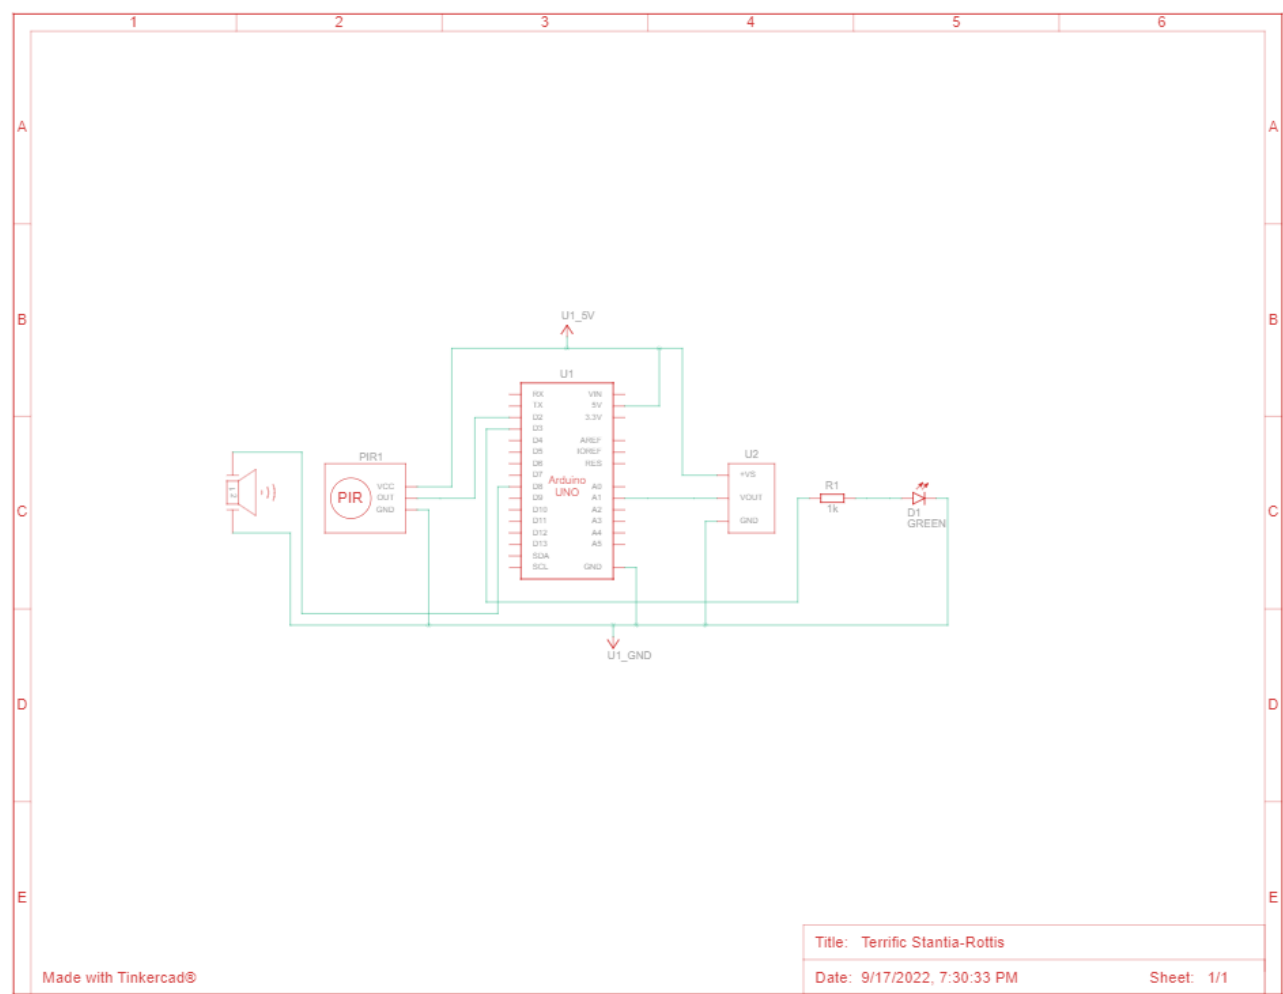 1 2 3 4 5 6
A A
B B
U1_5V
U1
RX VIN
TX 5V
D2 3.3V
D3
D4 AREF
D5 IOREF
D6 RES
D7
D8 A0
D9 A1
D10 A2
D11 A3
D12 A4
D13 A5
SDA
SCL GND
Arduino
UNO
PIR1
PIR
VCC
OUT
GND
U2
+VS
VOUT
GND
R1
1k
D1
GREEN
C C
U1_GND
D D
E E
Title: Terrific Stantia-Rottis
Made with Tinkercad®
Date: 9/17/2022, 7:30:33 PM Sheet: 1/1